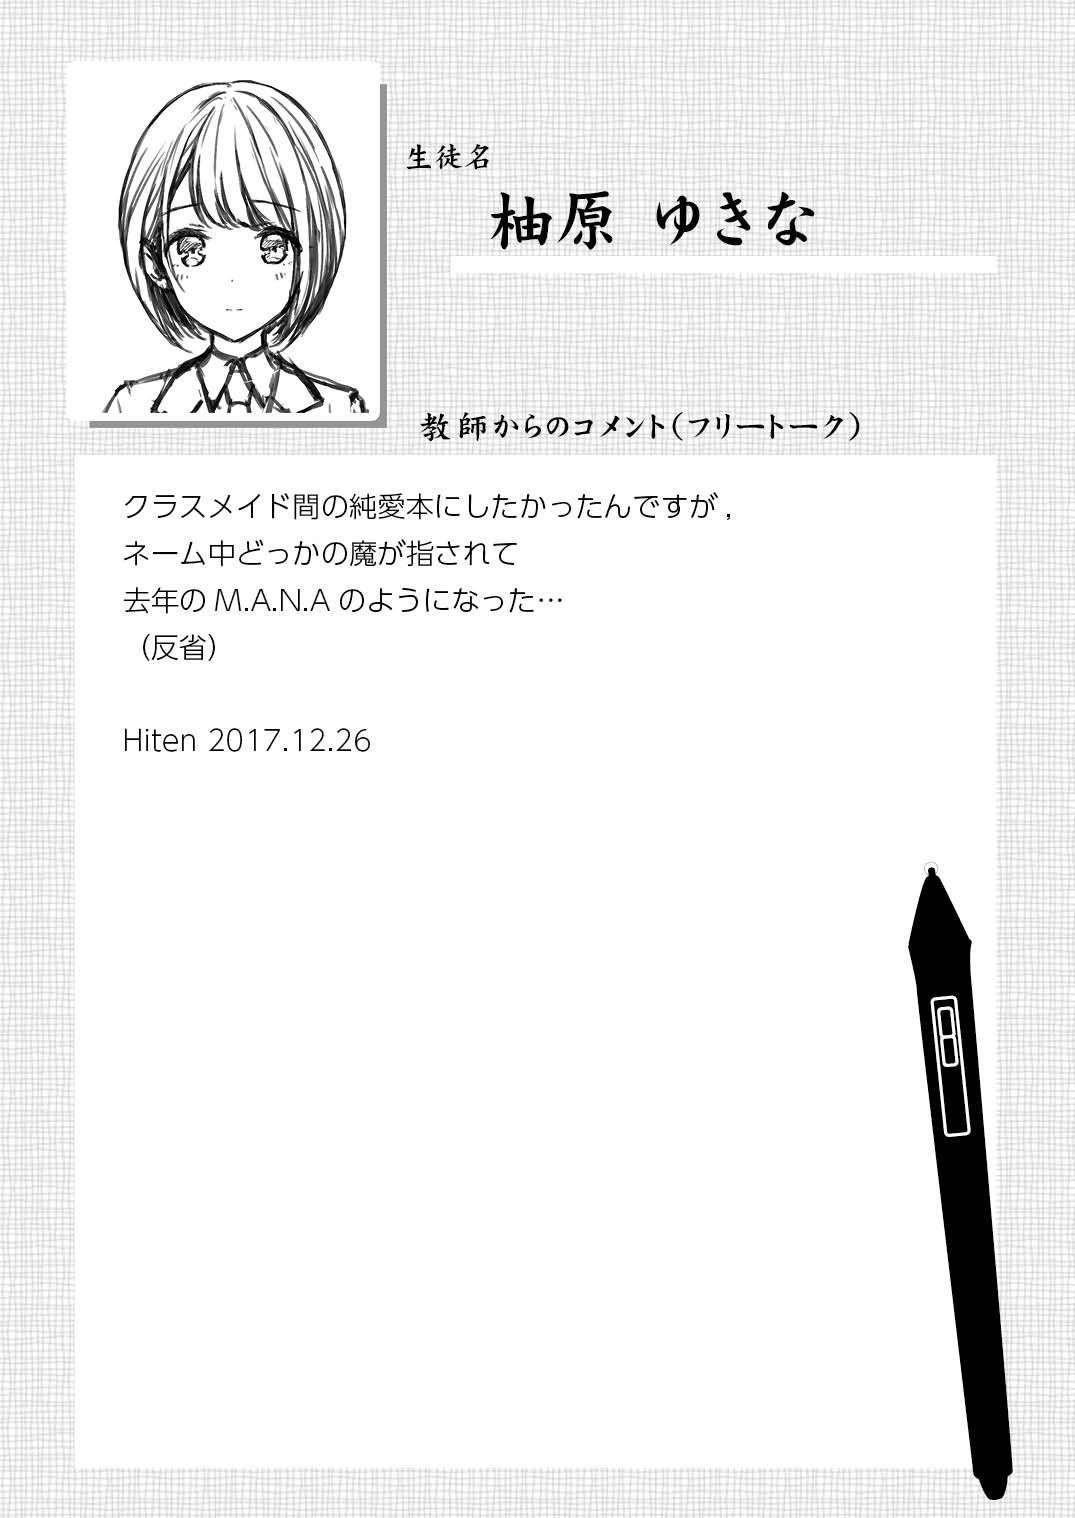 生徒名
柚原 ゆきな
教師からのコメント(フリートーク)
クラスメイド間の純愛本にしたかったんですが,
ネーム中どっかの魔が指されて
去年のM.A.N.Aのようになった…
(反省)
Hiten 2017.12.26